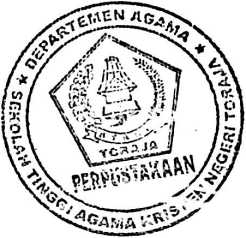 ★ DEPARTEMEN AGAMA ★
SEKOLAH TINGGI AGAMA KRISTEN NEGERI TORAJA
TORAJA
PERPUSTAKAAN